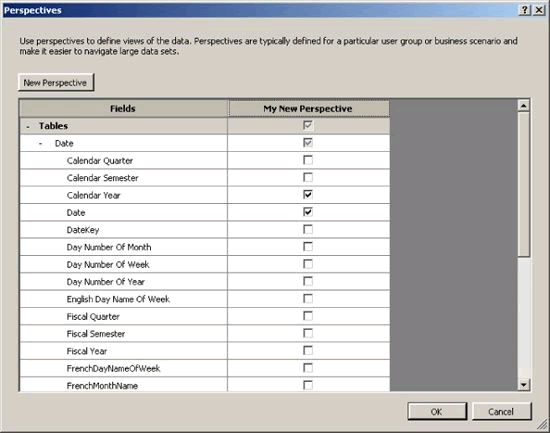 Perspectives
Use perspectives to define views of the data. Perspectives are typically defined for a particular user group or business scenario and
make it easier to navigate large data sets.
New Perspective
Fields My New Perspective
- Tables
- Date
Calendar Quarter
Calendar Semester
Calendar Year
Date
DateKey
Day Number Of Month
Day Number Of Week
Day Number Of Year
English Day Name Of Week
Fiscal Quarter
Fiscal Semester
Fiscal Year
FrenchDayNameOfWeek
FrenchMonthName
OK Cancel